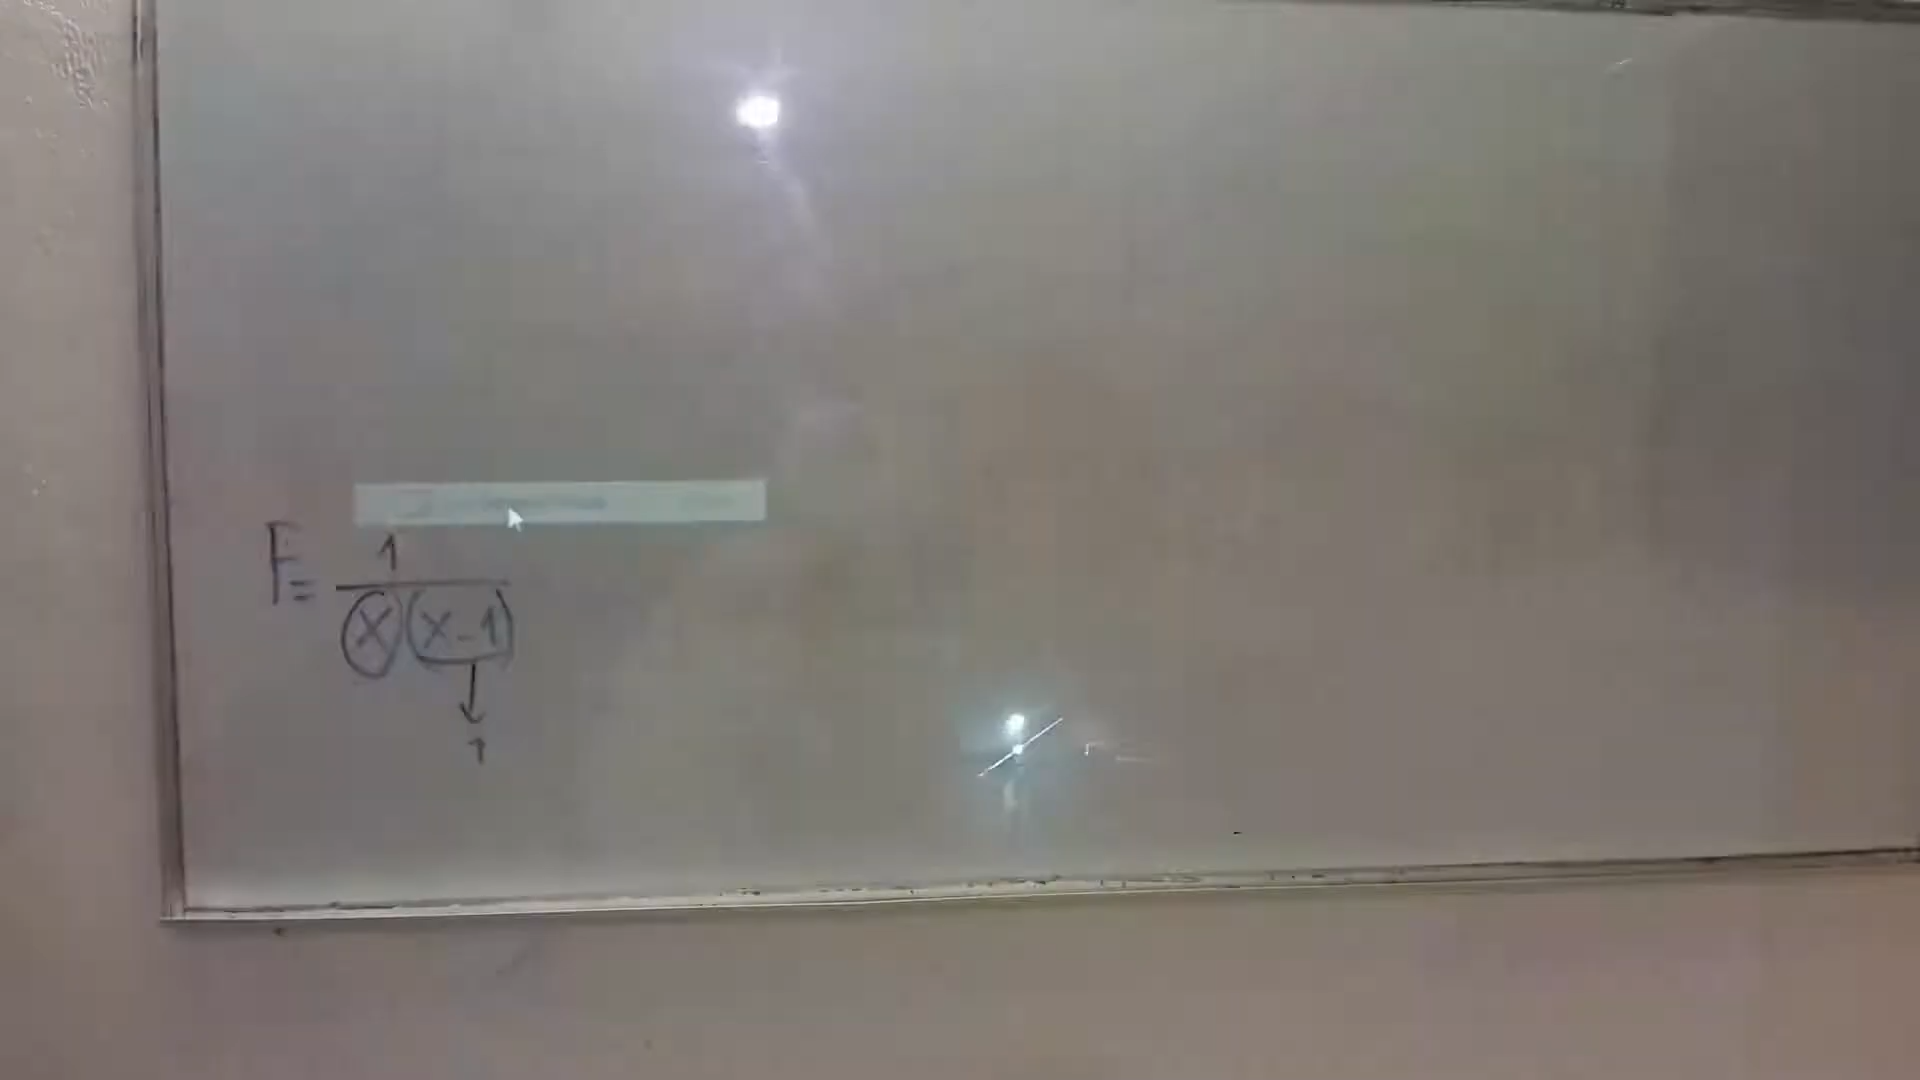 F= 1
(x)(x-1)
↓
1